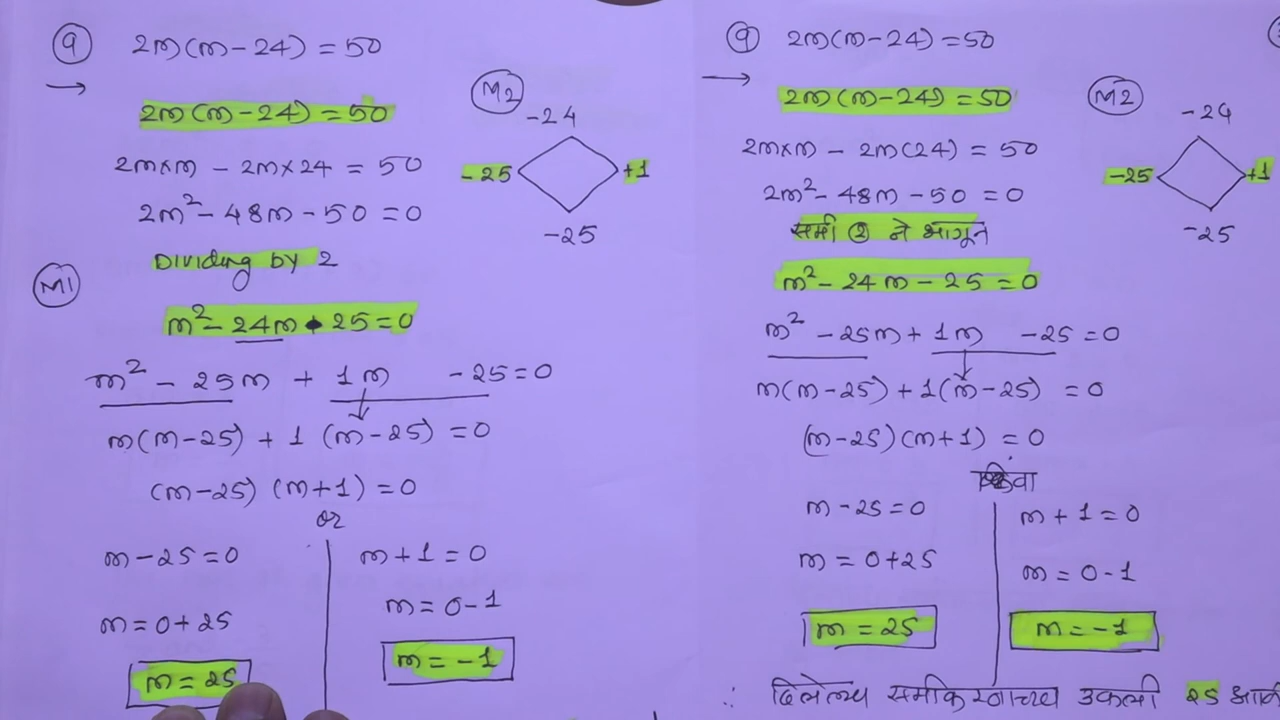 ९ 2m(m-24) = 50
→
2m(m-24) = 50
M2
-24
-25 +1
-25
2m×m - 2m×24 = 50
2m² - 48m - 50 = 0
Dividing by 2
M1
m² - 24m • 25 = 0
m² - 25m + 1m -25 = 0
m(m-25) + 1 (m-25) = 0
(m-25) (m+1) = 0
or
m-25 = 0 m+1 = 0
m = 0+25 m = 0-1
m = 25 m = -1
९ 2m(m-24) = 50
→
2m(m-24) = 50
M2
-24
-25 +1
-25
2m×m - 2m(24) = 50
2m² - 48m - 50 = 0
समी २ ने भागून
m² - 24m - 25 = 0
m² - 25m + 1m -25 = 0
m(m-25) + 1(m-25) = 0
(m-25) (m+1) = 0
m-25 = 0 m+1 = 0
m = 0+25 m = 0-1
m = 25 m = -1
∴ दिलेल्या समीकरणाच्या उकली २५